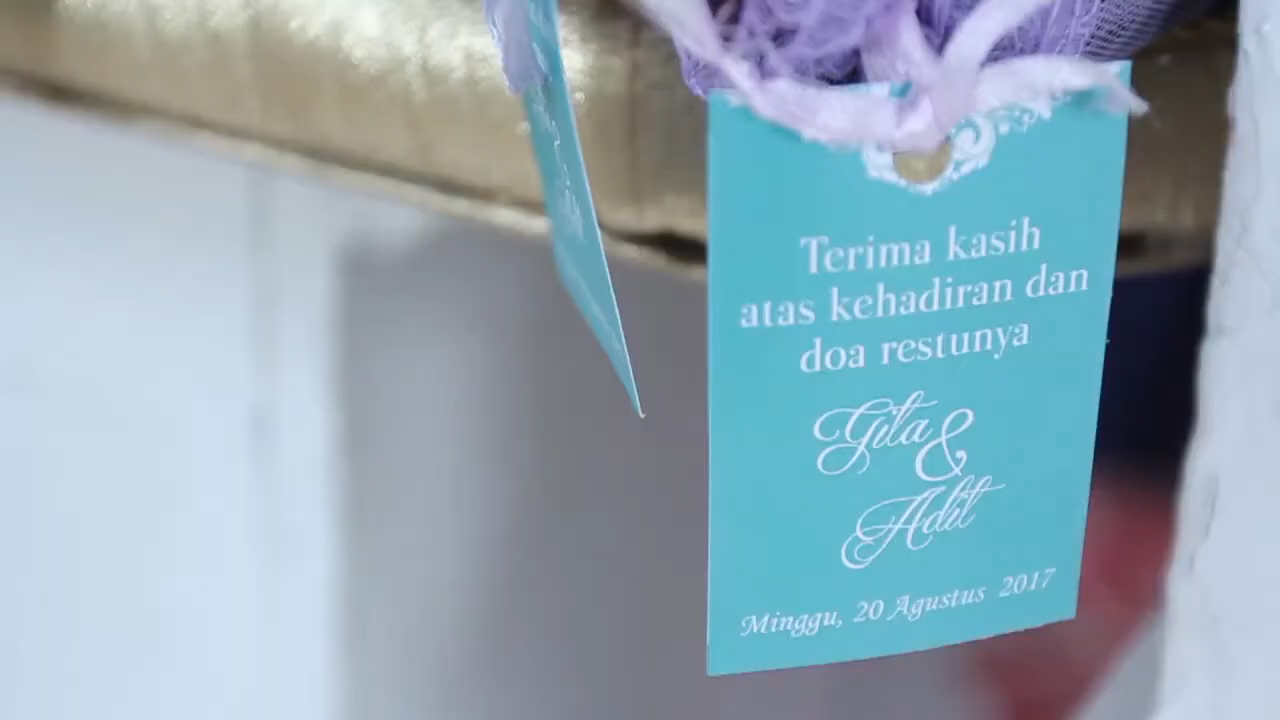 Terima kasih
atas kehadiran dan
doa restunya
Gita
&
Adit
Minggu, 20 Agustus 2017